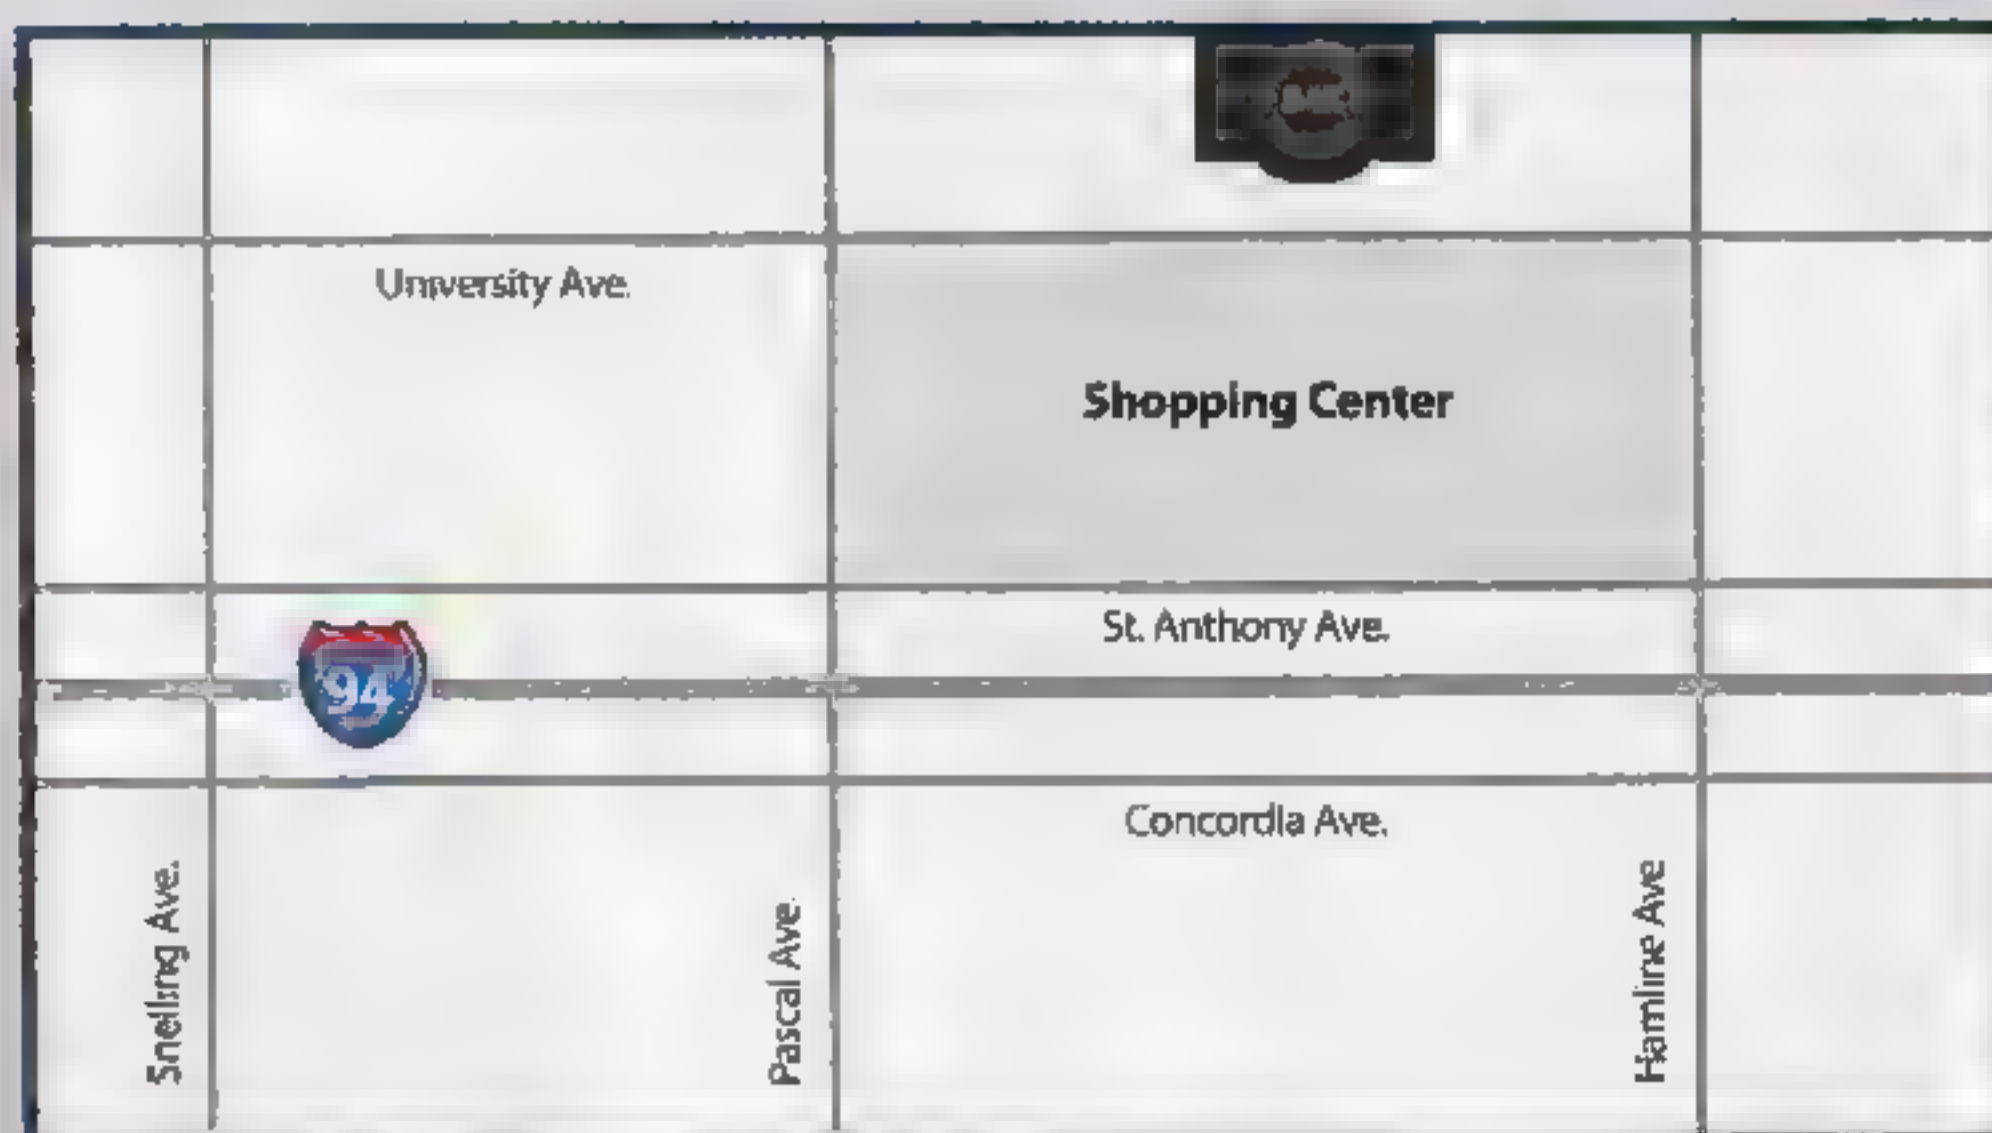 University Ave.
Shopping Center
St. Anthony Ave.
94
Concordia Ave.
Snelling Ave.
Pascal Ave.
Hamline Ave